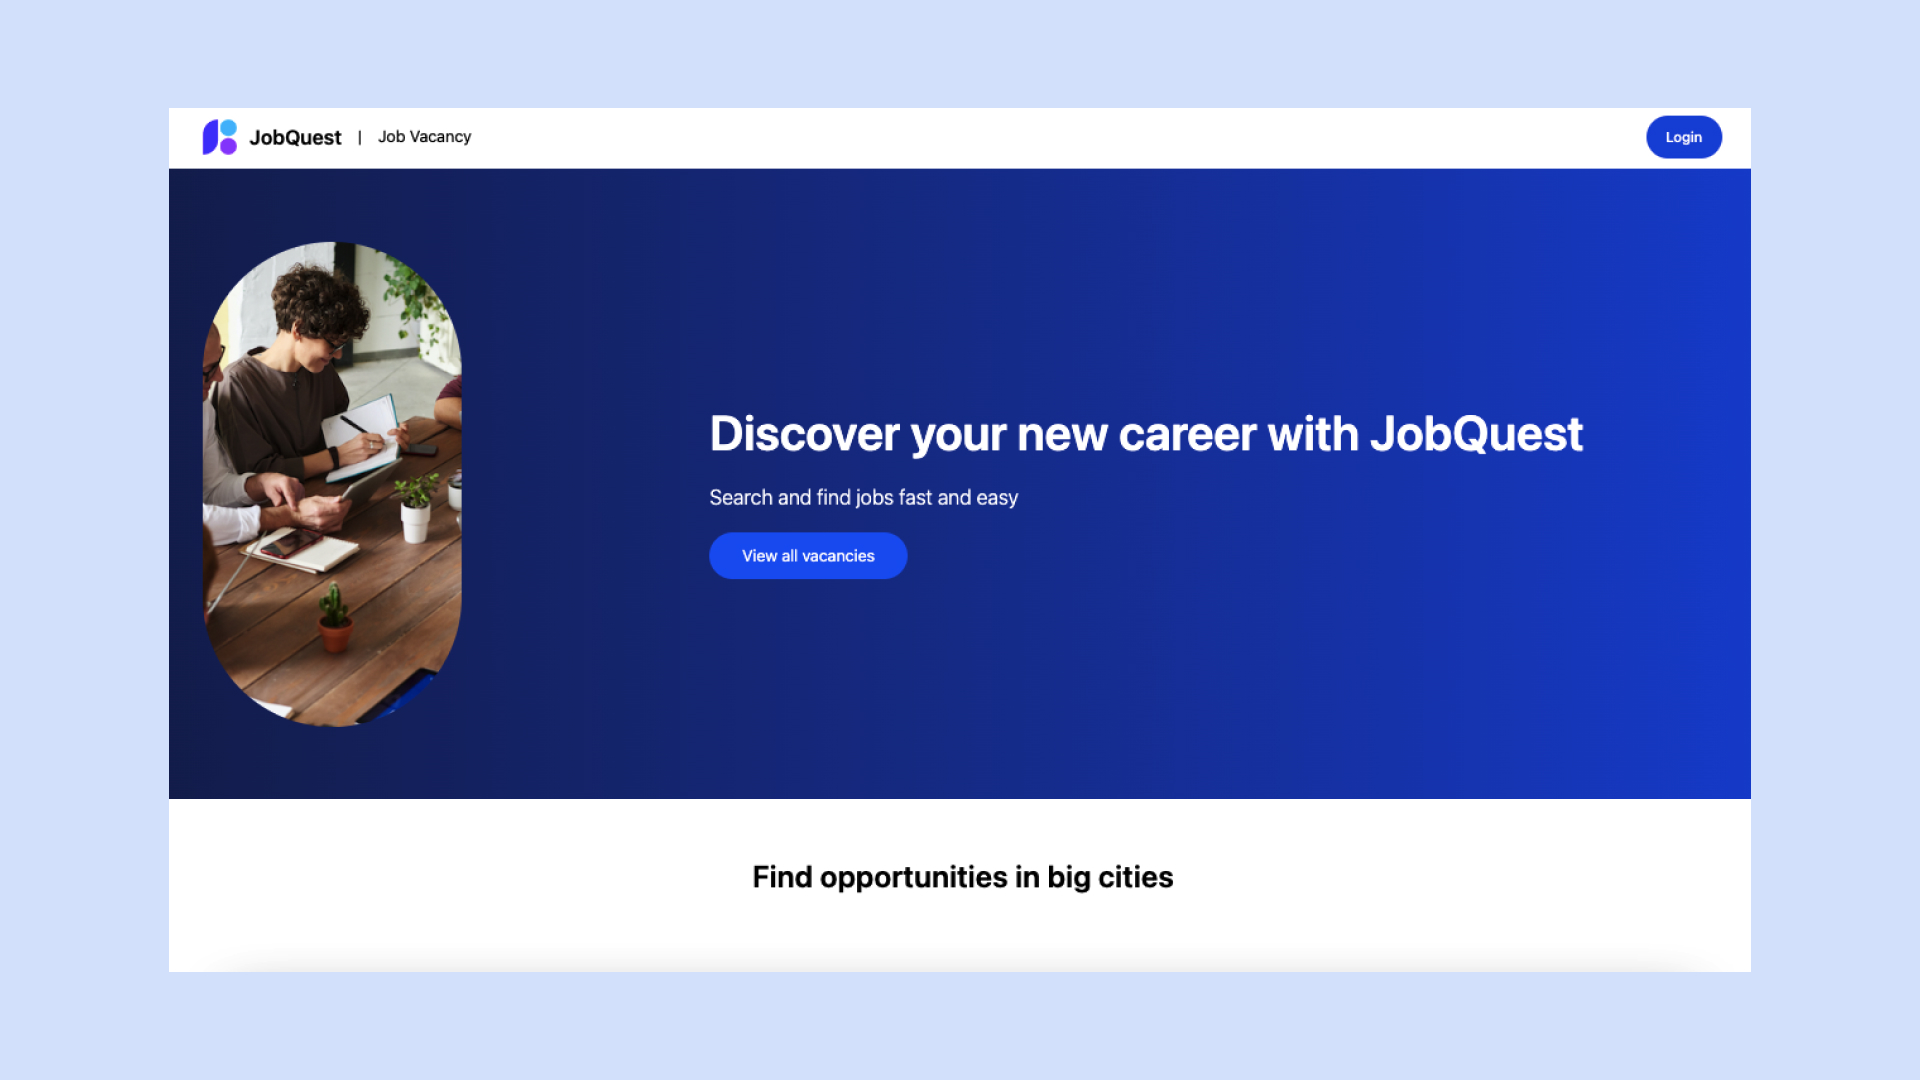 JobQuest | Job Vacancy
Login
Discover your new career with JobQuest
Search and find jobs fast and easy
View all vacancies
Find opportunities in big cities